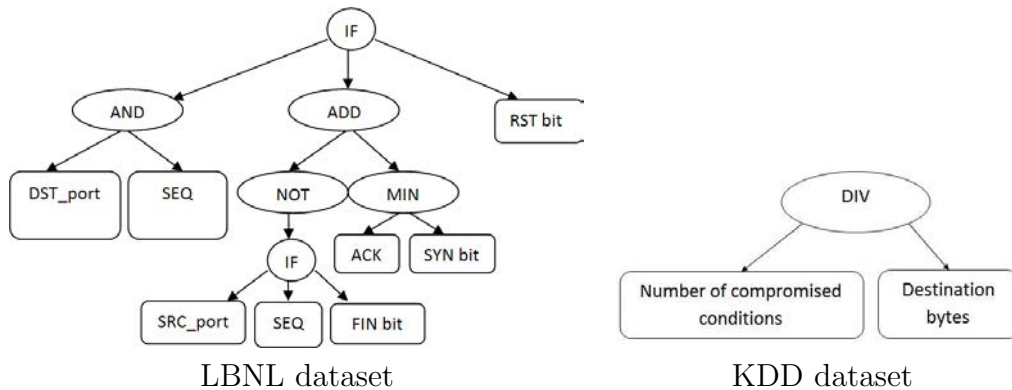 IF
AND
ADD
RST bit
DST_port
SEQ
NOT
MIN
ACK
SYN bit
IF
SRC_port
SEQ
FIN bit
LBNL dataset
DIV
Number of compromised
conditions
Destination
bytes
KDD dataset